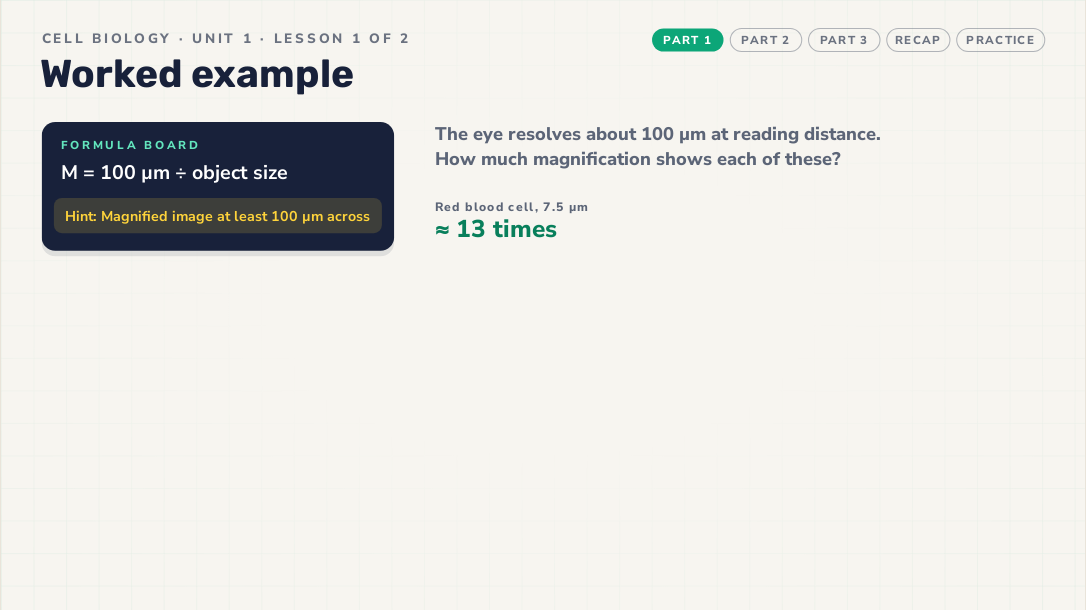 CELL BIOLOGY · UNIT 1 · LESSON 1 OF 2
PART 1
PART 2
PART 3
RECAP
PRACTICE
Worked example
FORMULA BOARD
M = 100 µm ÷ object size
Hint: Magnified image at least 100 µm across
The eye resolves about 100 µm at reading distance.
How much magnification shows each of these?
Red blood cell, 7.5 µm
≈ 13 times